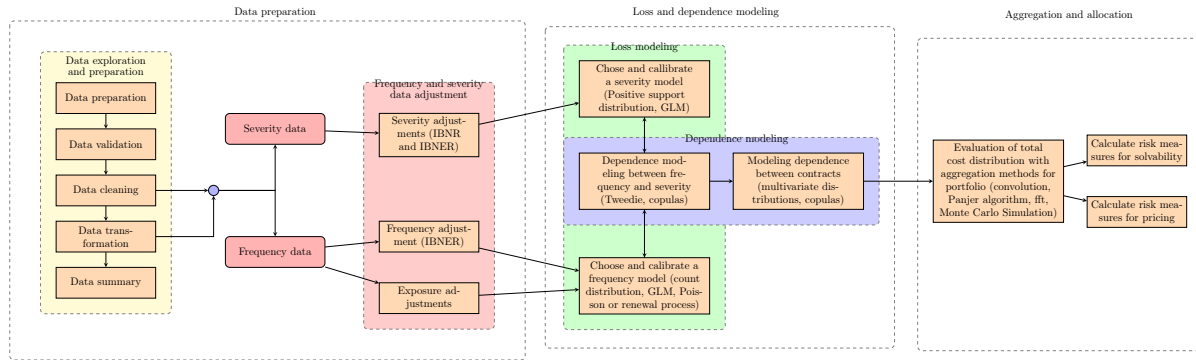 Data preparation
Data exploration
and preparation
Data preparation
Data validation
Data cleaning
Data trans-
formation
Data summary
Severity data
Frequency data
Frequency and severity
data adjustment
Severity adjust-
ments (IBNR
and IBNER)
Frequency adjust-
ment (IBNER)
Exposure ad-
justments
Loss and dependence modeling
Loss modeling
Chose and callibrate
a severity model
(Positive support
distribution, GLM)
Dependence modeling
Dependence mod-
eling between fre-
quency and severity
(Tweedie, copulas)
Modeling dependence
between contracts
(multivariate dis-
tributions, copulas)
Choose and calibrate a
frequency model (count
distribution, GLM, Pois-
son or renewal process)
Aggregation and allocation
Evaluation of total
cost distribution with
aggregation methods for
portfolio (convolution,
Panjer algorithm, fft,
Monte Carlo Simulation)
Calculate risk mea-
sures for solvability
Calculate risk mea-
sures for pricing